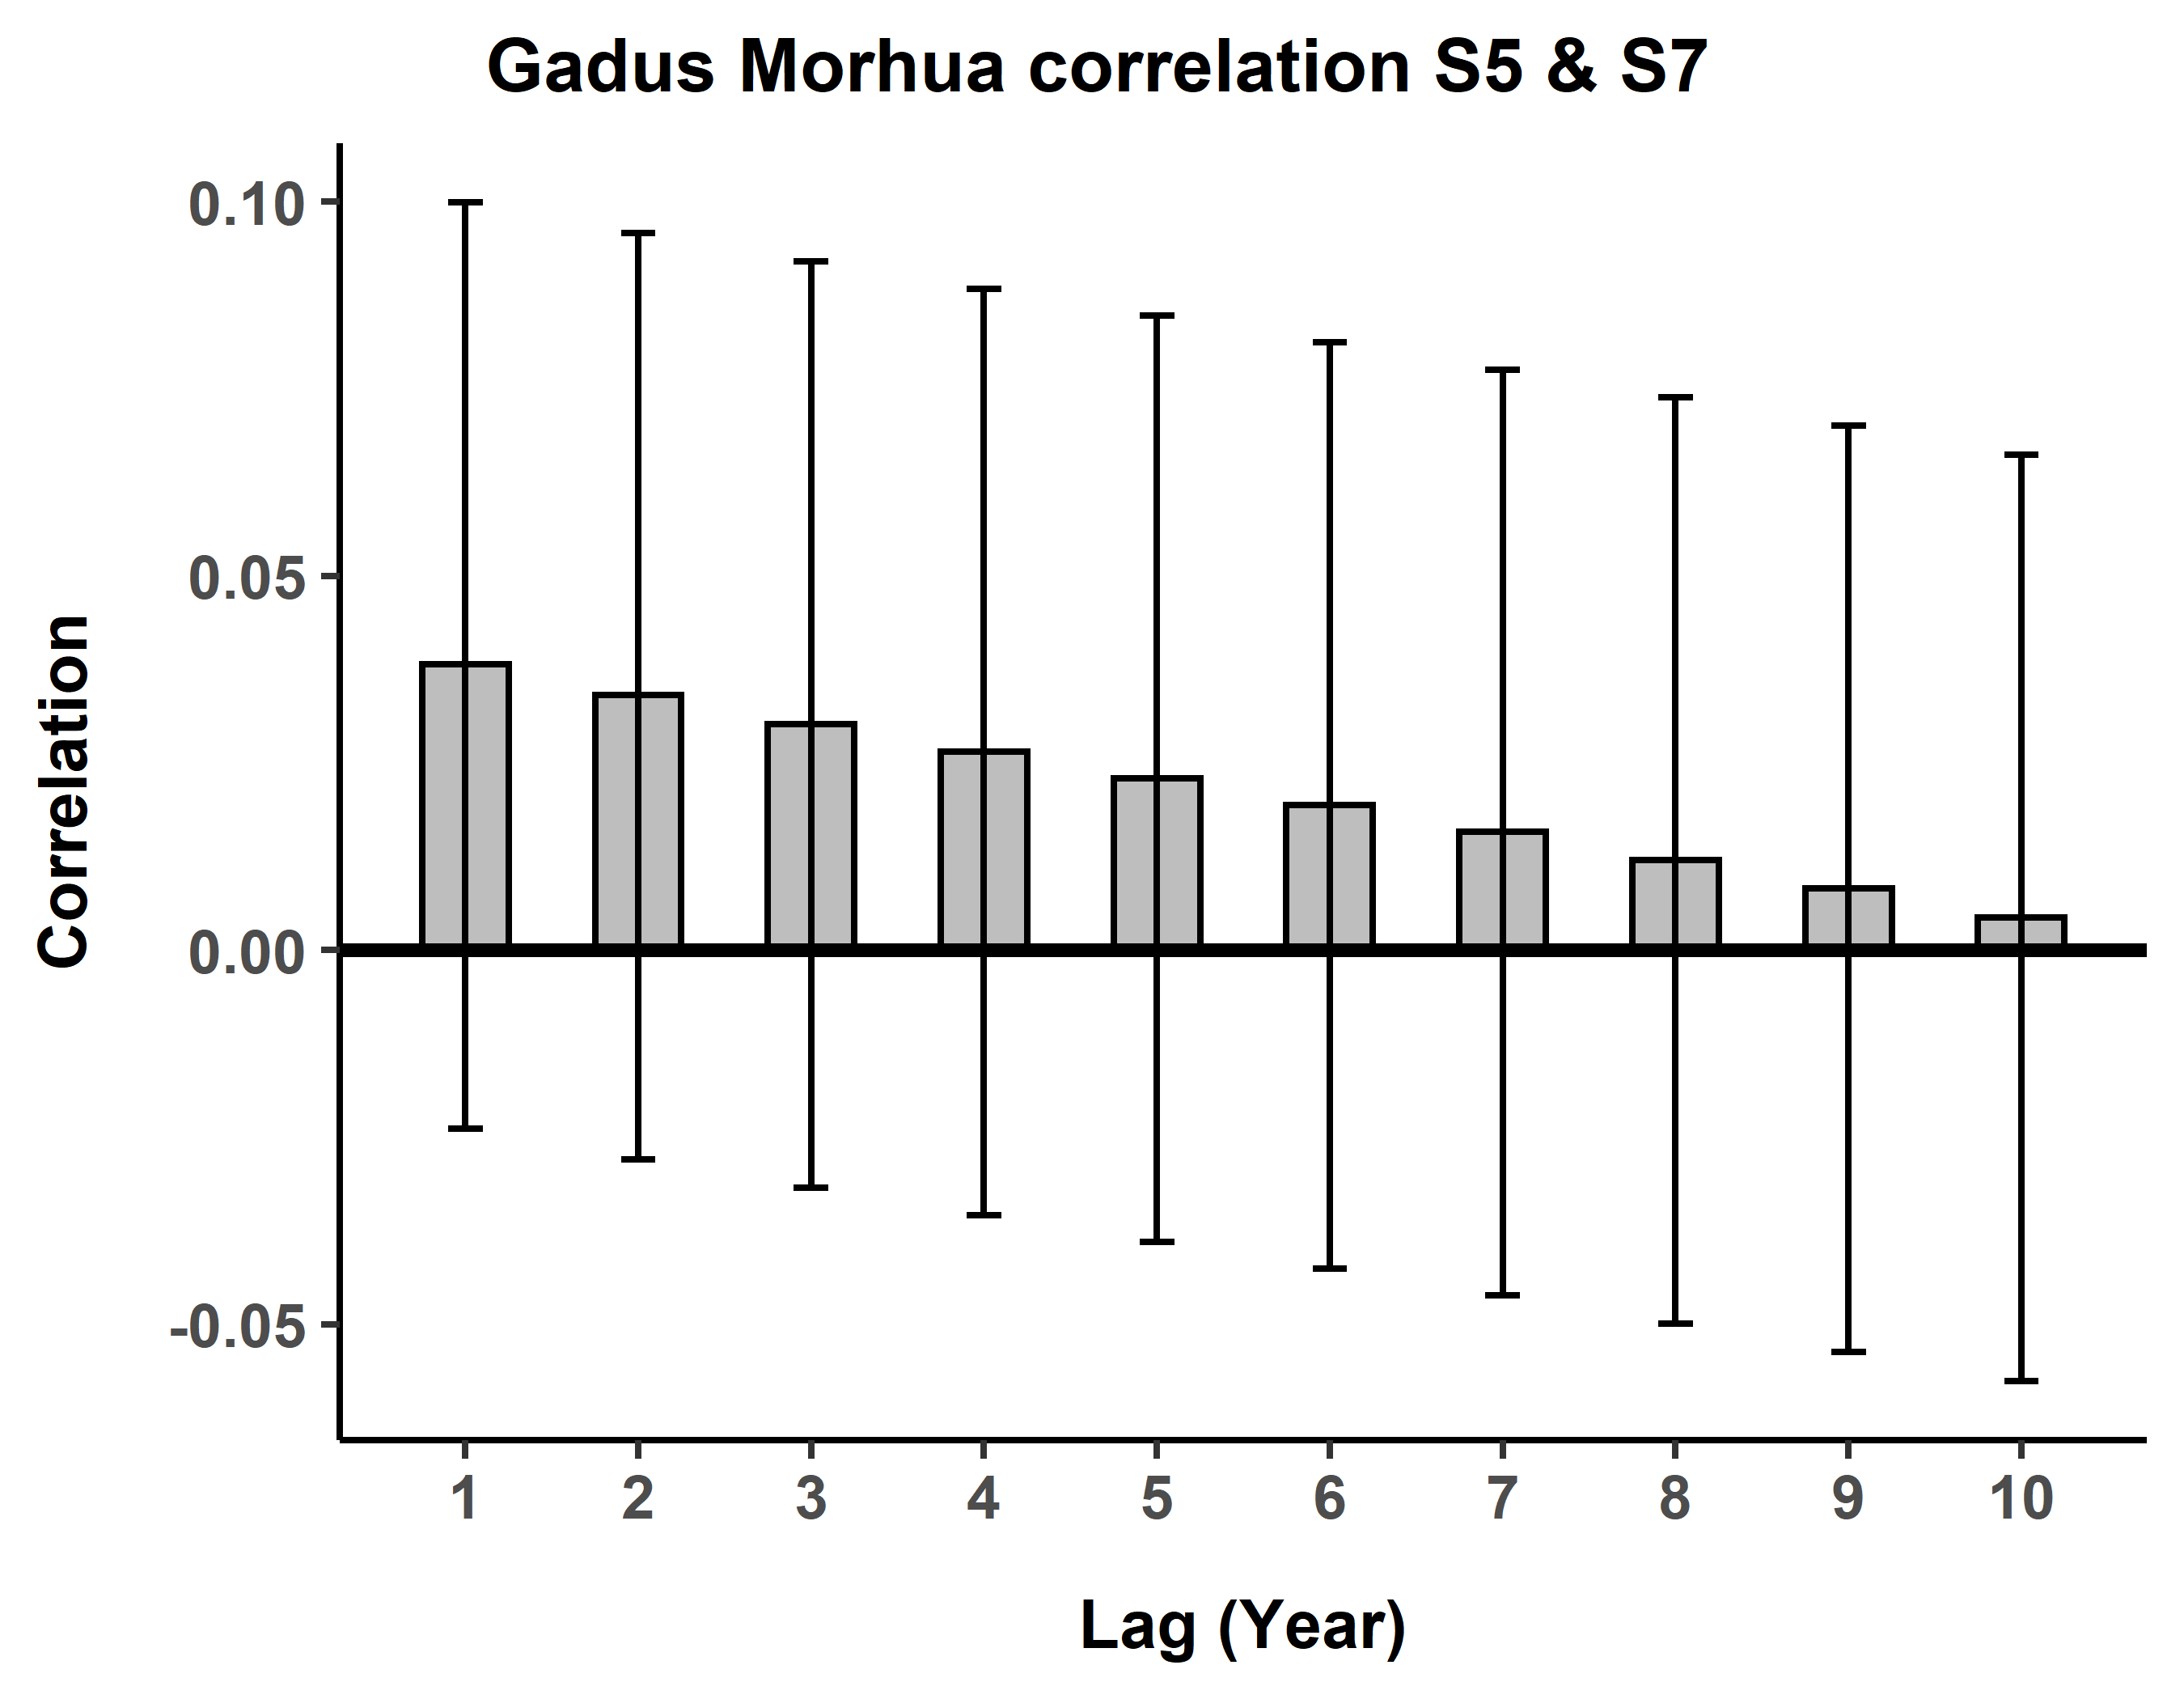 Gadus Morhua correlation S5 & S7
0.10
0.05
0.00
-0.05
Correlation
1 2 3 4 5 6 7 8 9 10
Lag (Year)